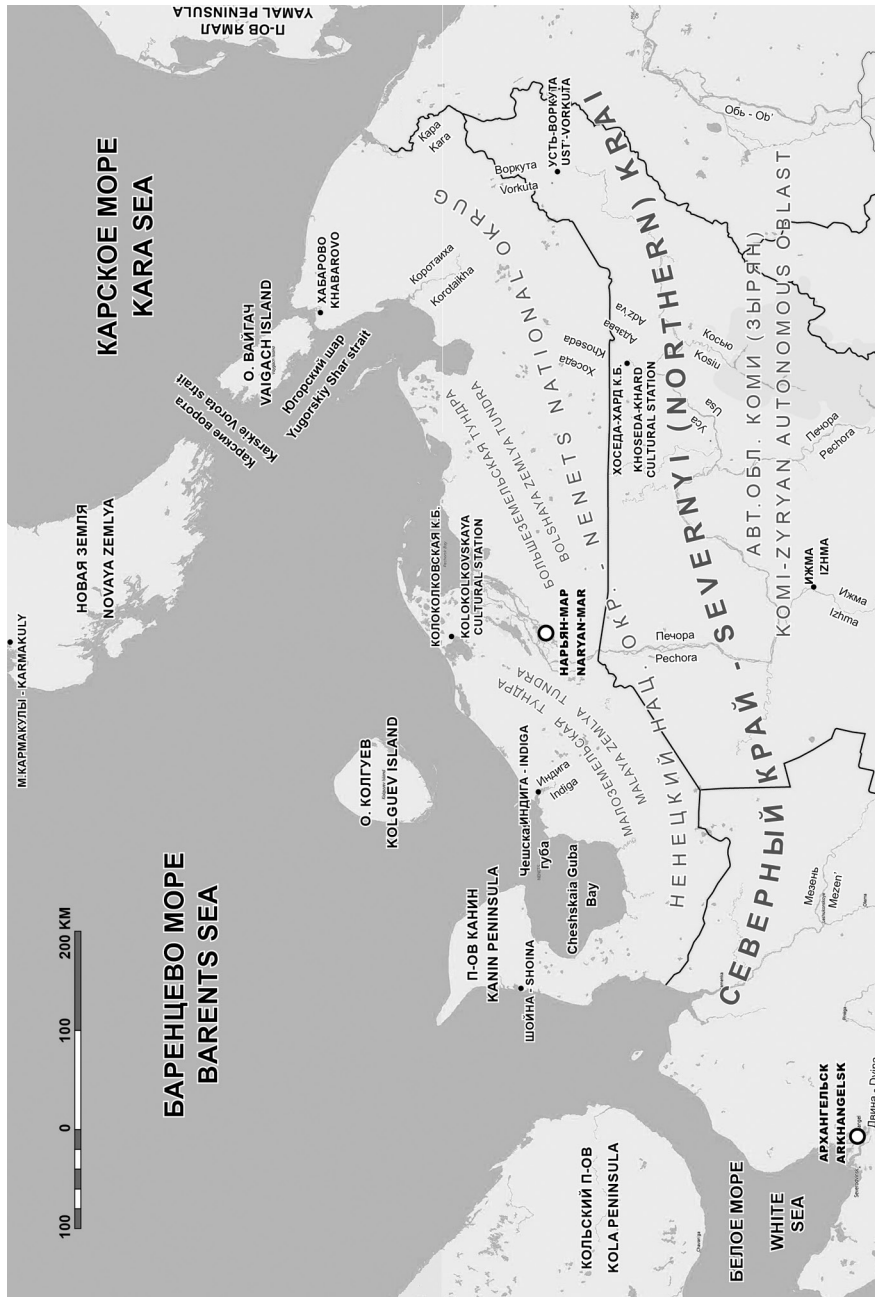 П-ОВ ЯМАЛ
YAMAL PENINSULA
КАРСКОЕ МОРЕ
KARA SEA
О. ВАЙГАЧ
VAIGACH ISLAND
ХАБАРОВО
KHABAROVO
Карские ворота
Karskie Vorota strait
Югорский шар
Yugorskiy Shar strait
НОВАЯ ЗЕМЛЯ
NOVAYA ZEMLYA
М.КАРМАКУЛЫ - KARMAKULY
Кара
Kara
Воркута
Vorkuta
УСТЬ-ВОРКУТА
UST'-VORKUTA
Обь - Ob'
Коротаиха
Korotaikha
Хоседа
Khoseda
Адзьва
Adz'va
ХОСЕДА-ХАРД К.Б.
KHOSEDA-KHARD
CULTURAL STATION
Косью
Kosiu
Уса
Usa
Печора
Pechora
БОЛЬШЕЗЕМЕЛЬСКАЯ ТУНДРА
BOLSHAYA ZEMLYA TUNDRA
КОЛОКОЛКОВСКАЯ К.Б.
KOLOKOLKOVSKAYA
CULTURAL STATION
НАРЬЯН-МАР
NARYAN-MAR
Печора
Pechora
ИЖМА
IZHMA
Ижма
Izhma
НЕНЕЦКИЙ НАЦ. ОКР. - NENETS NATIONAL OKRUG
СЕВЕРНЫЙ КРАЙ - SEVERNYI (NORTHERN) KRAI
АВТ.ОБЛ. КОМИ (ЗЫРЯН)
KOMI-ZYRYAN AUTONOMOUS OBLAST
МАЛОЗЕМЕЛЬСКАЯ ТУНДРА
MALAYA ZEMLYA TUNDRA
О. КОЛГУЕВ
KOLGUEV ISLAND
ИНДИГА - INDIGA
Индига
Indiga
Чешская
губа
Cheshskaia Guba
Bay
П-ОВ КАНИН
KANIN PENINSULA
ШОЙНА - SHOINA
Мезень
Mezen'
БАРЕНЦЕВО МОРЕ
BARENTS SEA
100 0 100 200 KM
КОЛЬСКИЙ П-ОВ
KOLA PENINSULA
БЕЛОЕ МОРЕ
WHITE
SEA
АРХАНГЕЛЬСК
ARKHANGELSK
Двина - Dvina